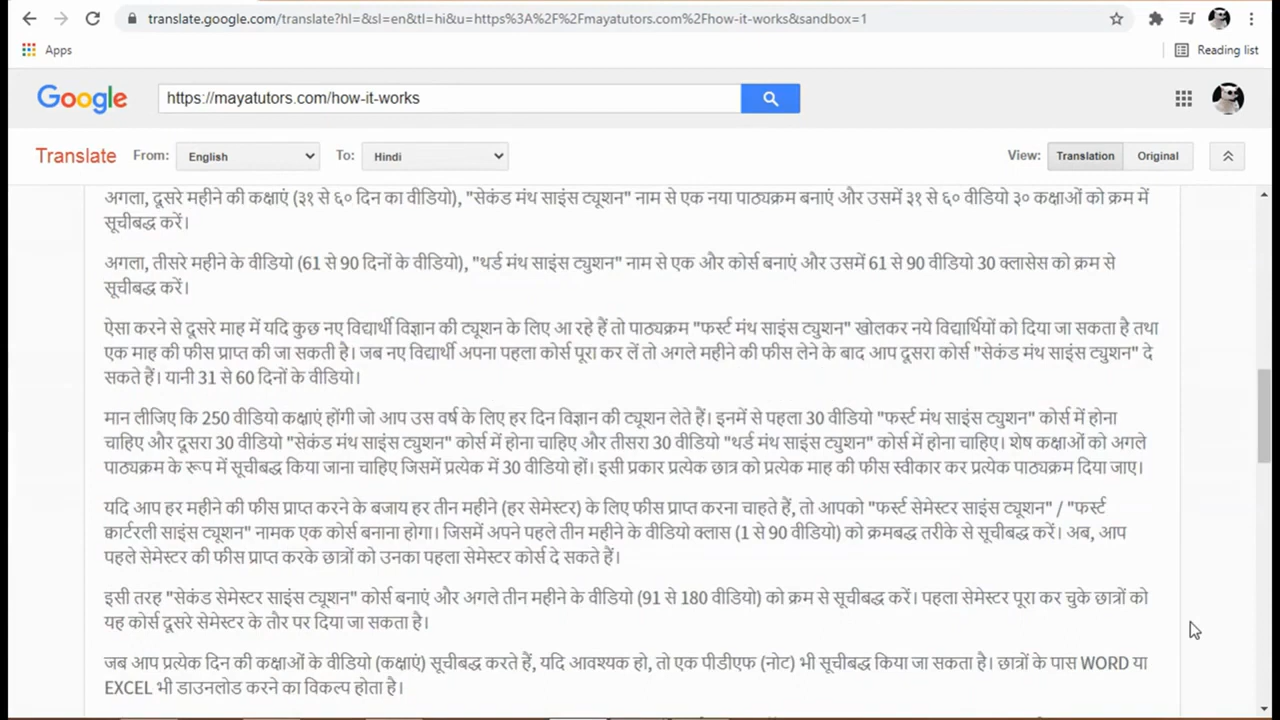 translate.google.com/translate?hl=&sl=en&tl=hi&u=https%3A%2F%2Fmayatutors.com%2Fhow-it-works&sandbox=1
Apps
Reading list
Google
https://mayatutors.com/how-it-works
Translate From: English To: Hindi View: Translation Original
अगला, दूसरे महीने की कक्षाएं (३१ से ६० दिन का वीडियो), "सेकंड मंथ साइंस ट्यूशन" नाम से एक नया पाठ्यक्रम बनाएं और उसमें ३१ से ६० वीडियो ३० कक्षाओं को क्रम में
सूचीबद्ध करें।
अगला, तीसरे महीने के वीडियो (61 से 90 दिनों के वीडियो), "थर्ड मंथ साइंस ट्युशन" नाम से एक और कोर्स बनाएं और उसमें 61 से 90 वीडियो 30 क्लासेस को क्रम से
सूचीबद्ध करें।
ऐसा करने से दूसरे माह में यदि कुछ नए विद्यार्थी विज्ञान की ट्यूशन के लिए आ रहे हैं तो पाठ्यक्रम "फर्स्ट मंथ साइंस ट्युशन" खोलकर नये विद्यार्थियों को दिया जा सकता है तथा
एक माह की फीस प्राप्त की जा सकती है। जब नए विद्यार्थी अपना पहला कोर्स पूरा कर लें तो अगले महीने की फीस लेने के बाद आप दूसरा कोर्स "सेकंड मंथ साइंस ट्युशन" दे
सकते हैं। यानी 31 से 60 दिनों के वीडियो।
मान लीजिए कि 250 वीडियो कक्षाएं होंगी जो आप उस वर्ष के लिए हर दिन विज्ञान की ट्यूशन लेते हैं। इनमें से पहला 30 वीडियो "फर्स्ट मंथ साइंस ट्युशन" कोर्स में होना
चाहिए और दूसरा 30 वीडियो "सेकंड मंथ साइंस ट्युशन" कोर्स में होना चाहिए और तीसरा 30 वीडियो "थर्ड मंथ साइंस ट्युशन" कोर्स में होना चाहिए। शेष कक्षाओं को अगले
पाठ्यक्रम के रूप में सूचीबद्ध किया जाना चाहिए जिसमें प्रत्येक में 30 वीडियो हों। इसी प्रकार प्रत्येक छात्र को प्रत्येक माह की फीस स्वीकार कर प्रत्येक पाठ्यक्रम दिया जाए।
यदि आप हर महीने की फीस प्राप्त करने के बजाय हर तीन महीने (हर सेमेस्टर) के लिए फीस प्राप्त करना चाहते हैं, तो आपको "फर्स्ट सेमेस्टर साइंस ट्यूशन" / "फर्स्ट
क्वार्टरली साइंस ट्यूशन" नामक एक कोर्स बनाना होगा। जिसमें अपने पहले तीन महीने के वीडियो क्लास (1 से 90 वीडियो) को क्रमबद्ध तरीके से सूचीबद्ध करें। अब, आप
पहले सेमेस्टर की फीस प्राप्त करके छात्रों को उनका पहला सेमेस्टर कोर्स दे सकते हैं।
इसी तरह "सेकंड सेमेस्टर साइंस ट्यूशन" कोर्स बनाएं और अगले तीन महीने के वीडियो (91 से 180 वीडियो) को क्रम से सूचीबद्ध करें। पहला सेमेस्टर पूरा कर चुके छात्रों को
यह कोर्स दूसरे सेमेस्टर के तौर पर दिया जा सकता है।
जब आप प्रत्येक दिन की कक्षाओं के वीडियो (कक्षाएं) सूचीबद्ध करते हैं, यदि आवश्यक हो, तो एक पीडीएफ (नोट) भी सूचीबद्ध किया जा सकता है। छात्रों के पास WORD या
EXCEL भी डाउनलोड करने का विकल्प होता है।